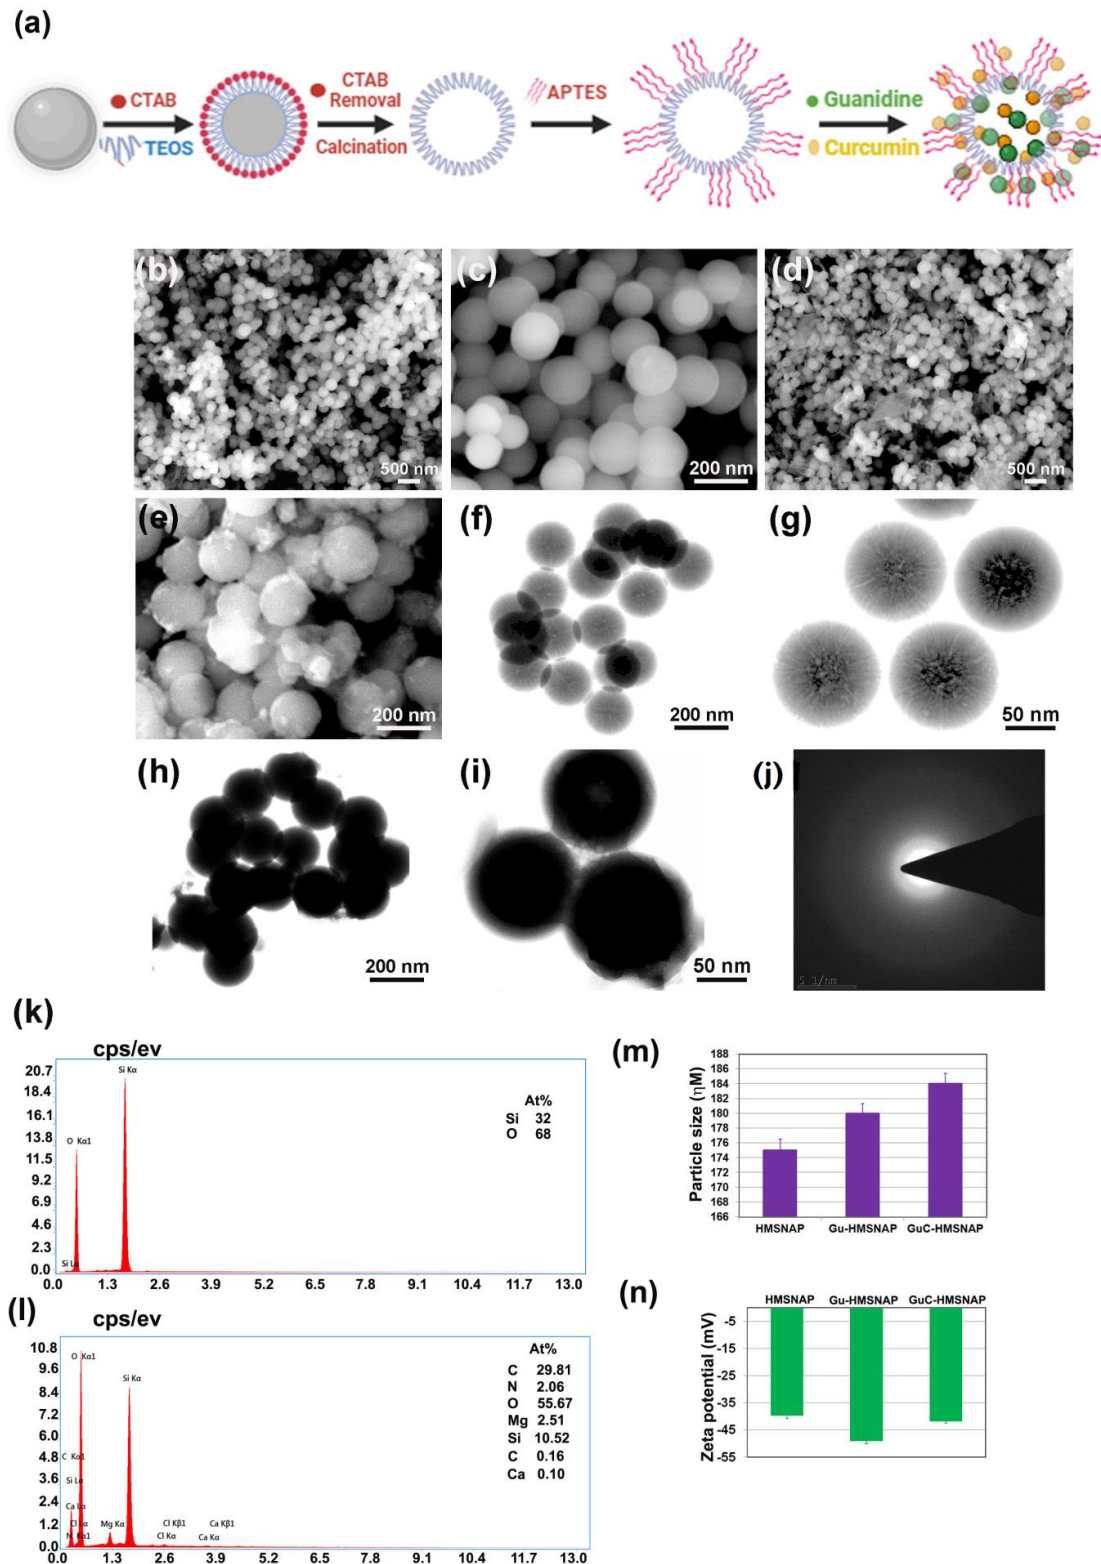 (a)
CTAB
TEOS
CTAB
Removal
Calcination
APTES
Guanidine
Curcumin
(b)
500 nm
(c)
200 nm
(d)
500 nm
(e)
200 nm
(f)
200 nm
(g)
50 nm
(h)
200 nm
(i)
50 nm
(j)
5 1/nm
(k)
cps/ev
20.7
18.4
16.1
13.8
11.5
9.2
6.9
4.6
2.3
0.0
Si Kα
O Kα1
Si Lα
At%
Si 32
O 68
0.0 1.3 2.6 3.9 5.2 6.5 7.8 9.1 10.4 11.7 13.0
(l)
cps/ev
10.8
9.6
8.4
7.2
6.0
4.8
3.6
2.4
1.2
0.0
O Kα1
Si Kα
C Kα1
Si Lα
Ca Lα
Cl Lα
N Kα1
Mg Kα
Cl Kβ1
Cl Kα
Ca Kβ1
Ca Kα
At%
C 29.81
N 2.06
O 55.67
Mg 2.51
Si 10.52
C 0.16
Ca 0.10
0.0 1.3 2.6 3.9 5.2 6.5 7.8 9.1 10.4 11.7 13.0
(m)
Particle size (ηM)
188
186
184
182
180
178
176
174
172
170
168
166
HMSNAP Gu-HMSNAP GuC-HMSNAP
(n)
HMSNAP Gu-HMSNAP GuC-HMSNAP
Zeta potential (mV)
-5
-15
-25
-35
-45
-55